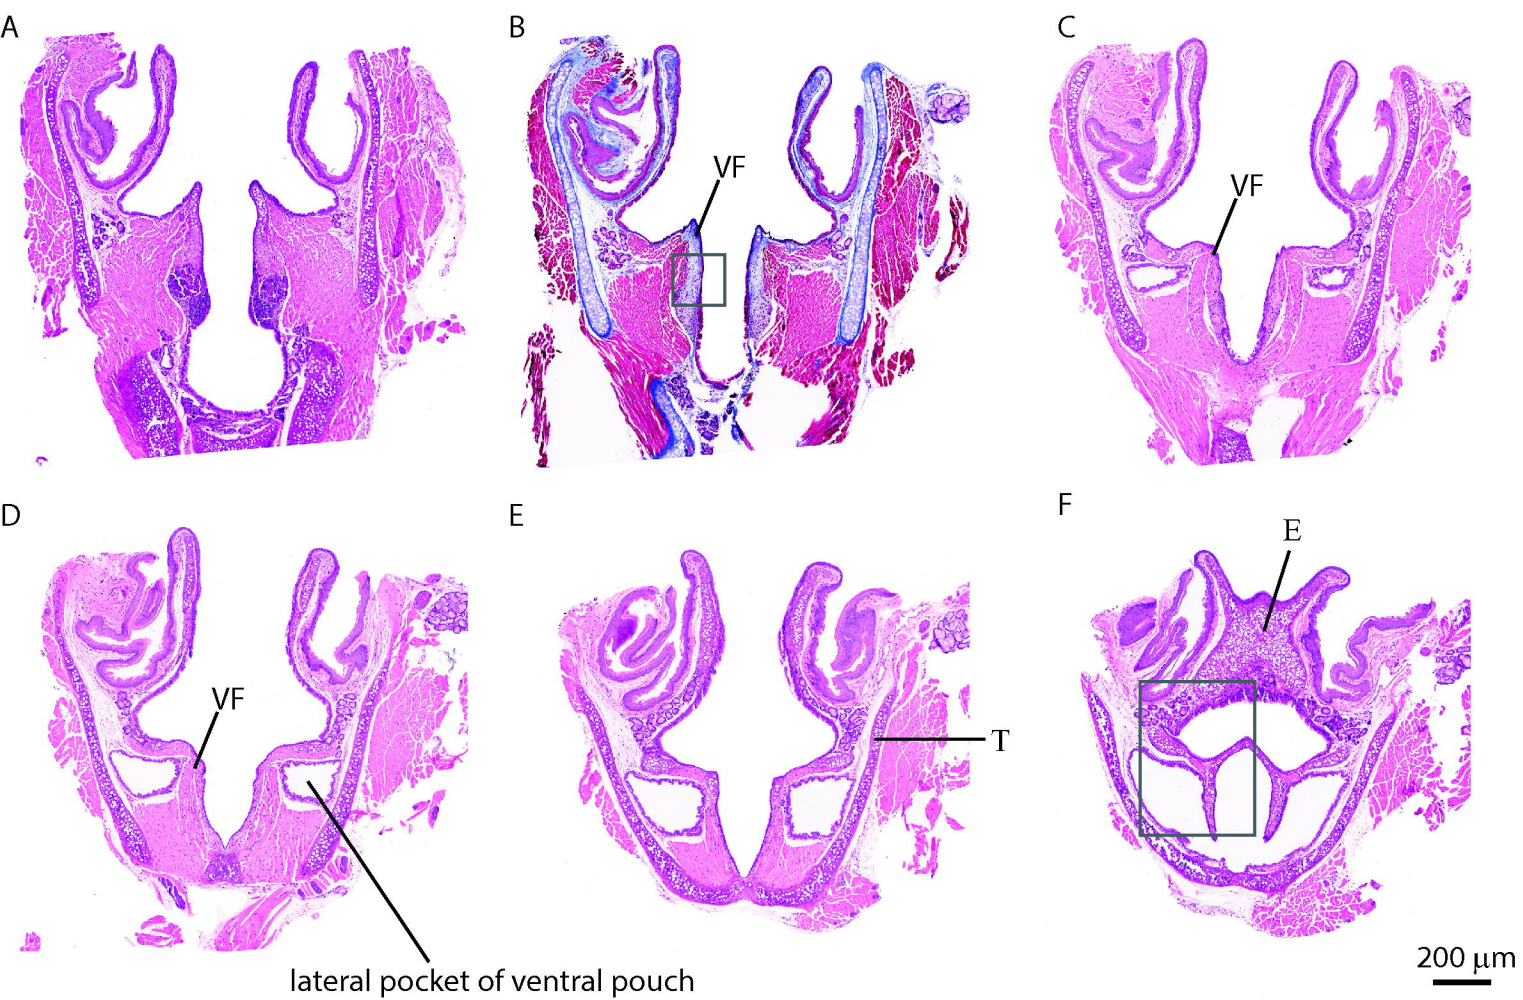 A
B
C
VF
VF
D
E
F
E
VF
T
lateral pocket of ventral pouch
200 μm